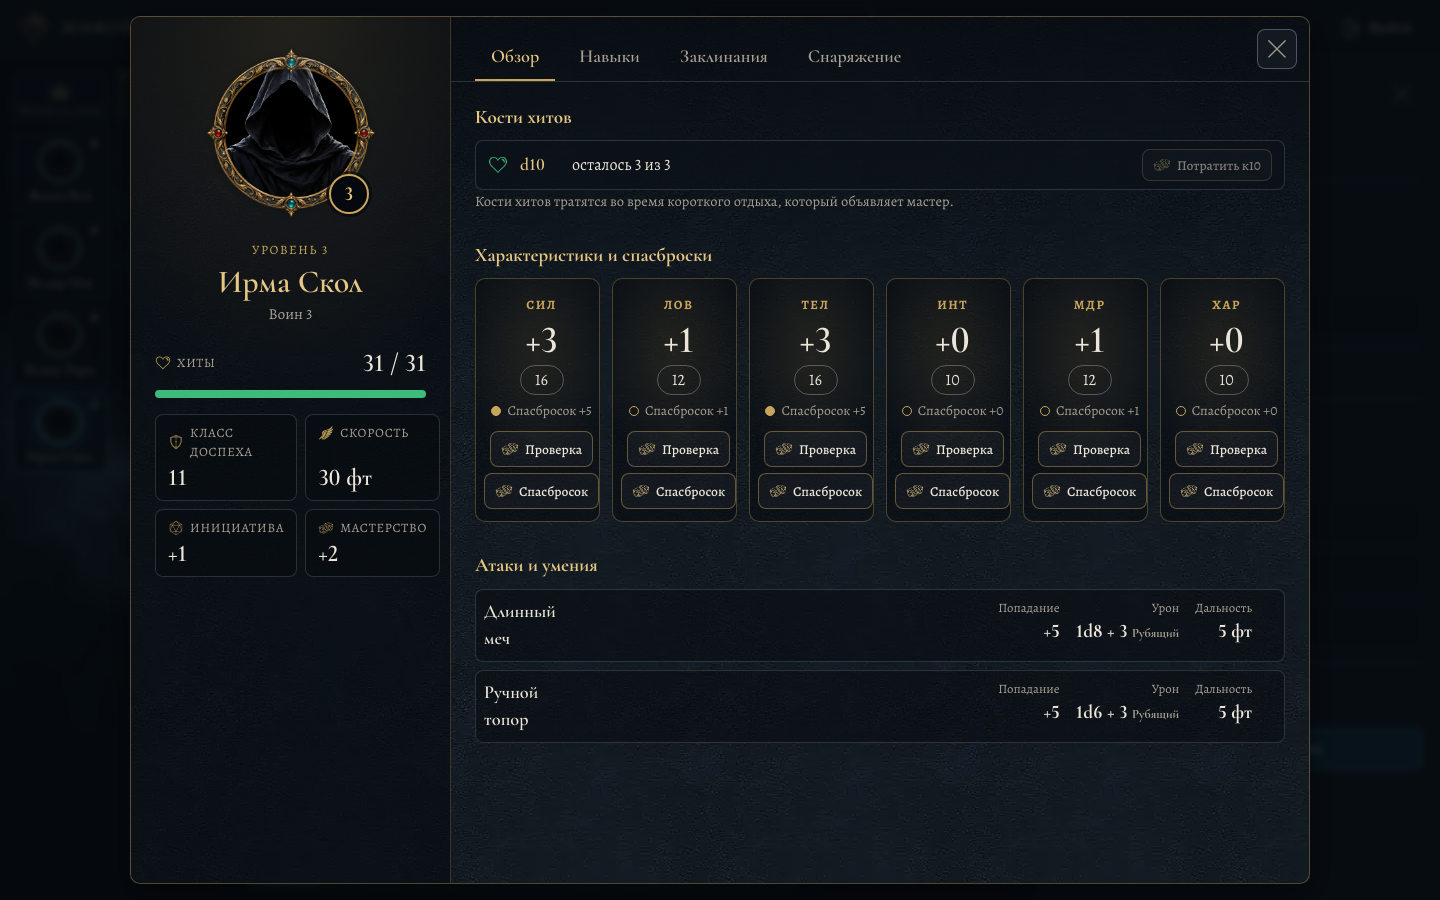 Обзор Навыки Заклинания Снаряжение
3
УРОВЕНЬ 3
Ирма Скол
Воин 3
ХИТЫ 31 / 31
КЛАСС ДОСПЕХА
11
СКОРОСТЬ
30 фт
ИНИЦИАТИВА
+1
МАСТЕРСТВО
+2
Кости хитов
d10 осталось 3 из 3 Потратить к10
Кости хитов тратятся во время короткого отдыха, который объявляет мастер.
Характеристики и спасброски
СИЛ ЛОВ ТЕЛ ИНТ МДР ХАР
+3 +1 +3 +0 +1 +0
16 12 16 10 12 10
Спасбросок +5 Спасбросок +1 Спасбросок +5 Спасбросок +0 Спасбросок +1 Спасбросок +0
Проверка Проверка Проверка Проверка Проверка Проверка
Спасбросок Спасбросок Спасбросок Спасбросок Спасбросок Спасбросок
Атаки и умения
Длинный
меч
Попадание Урон Дальность
+5 1d8 + 3 Рубящий 5 фт
Ручной
топор
Попадание Урон Дальность
+5 1d6 + 3 Рубящий 5 фт